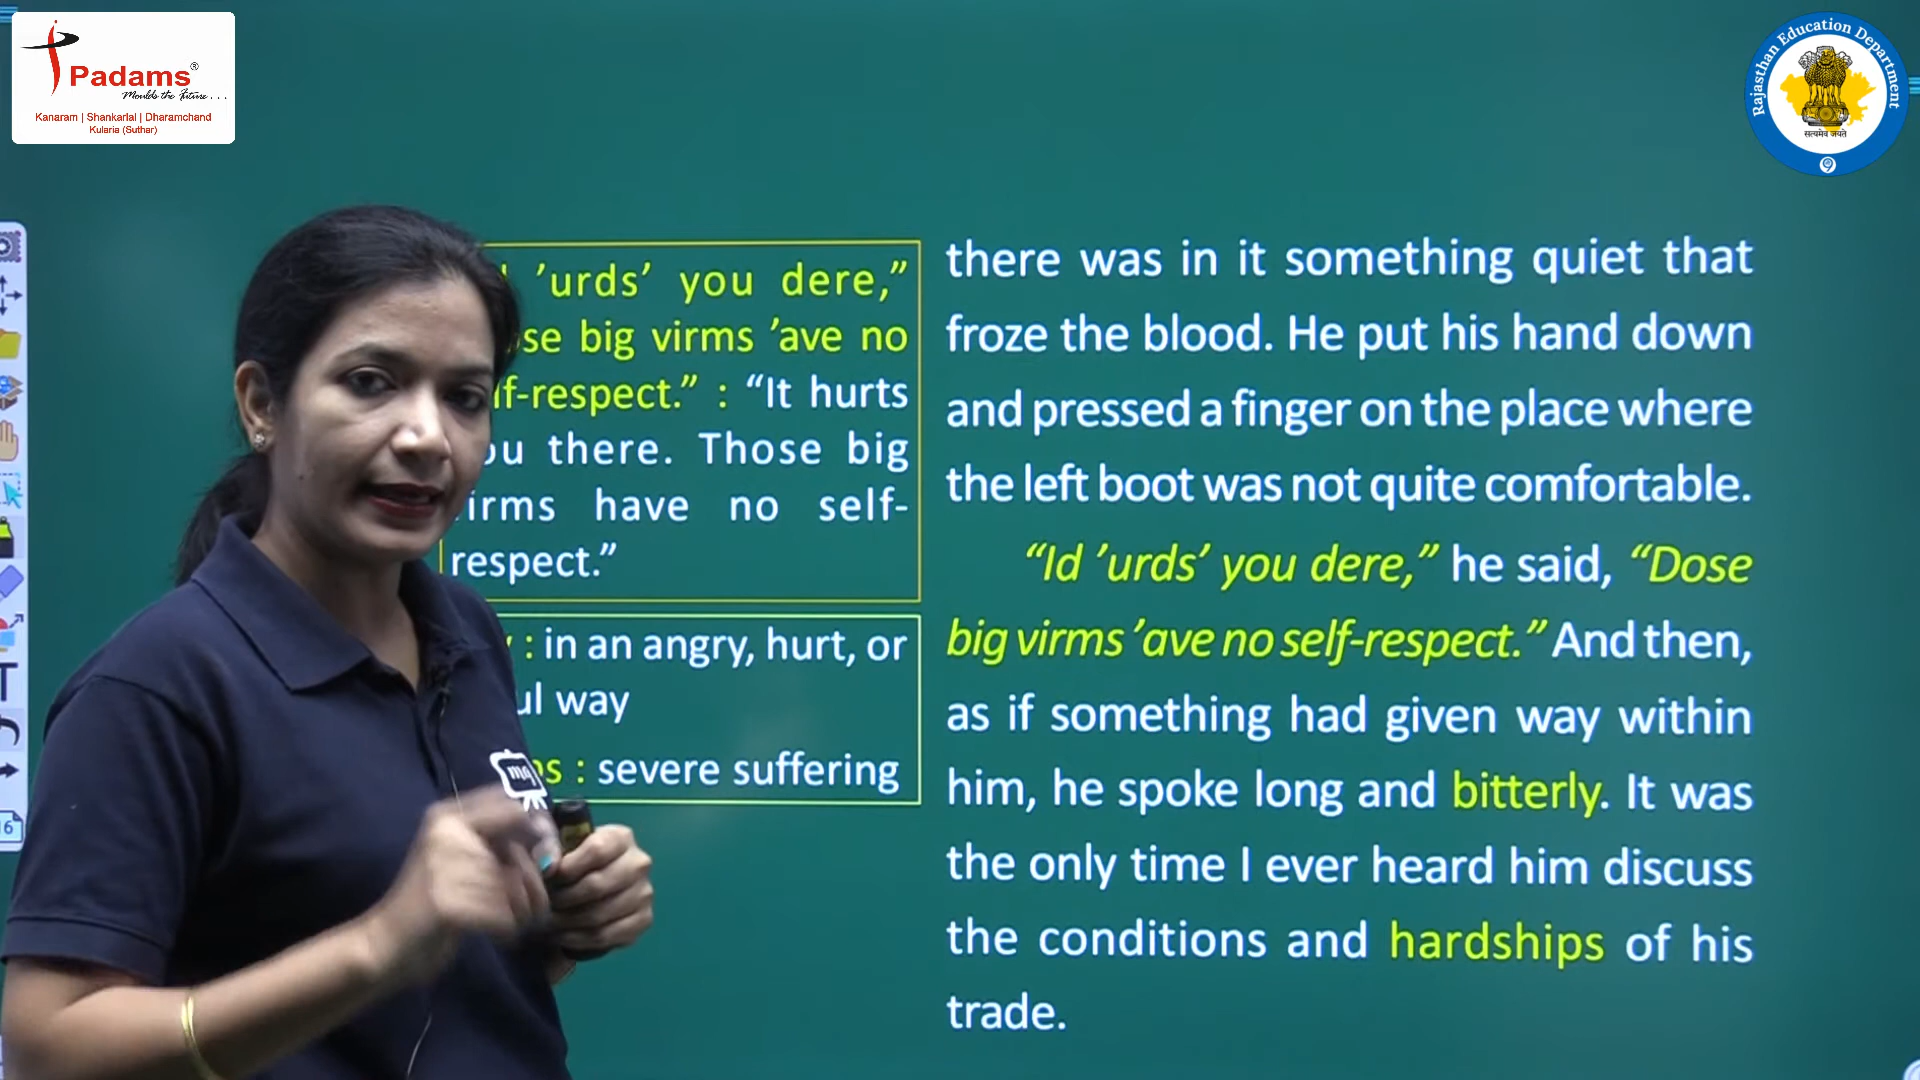 Padams®
Moulds the Future...
Kanaram | Shankarlal | Dharamchand
Kularia (Suthar)
Rajasthan Education Department
सत्यमेव जयते
’urds’ you dere,”
big virms ’ave no
lf-respect.” : “It hurts
there. Those big
have no self-
respect.”
: in an angry, hurt, or
way
: severe suffering
16
there was in it something quiet that
froze the blood. He put his hand down
and pressed a finger on the place where
the left boot was not quite comfortable.
“Id ’urds’ you dere,” he said, “Dose
big virms ’ave no self-respect.” And then,
as if something had given way within
him, he spoke long and bitterly. It was
the only time I ever heard him discuss
the conditions and hardships of his
trade.